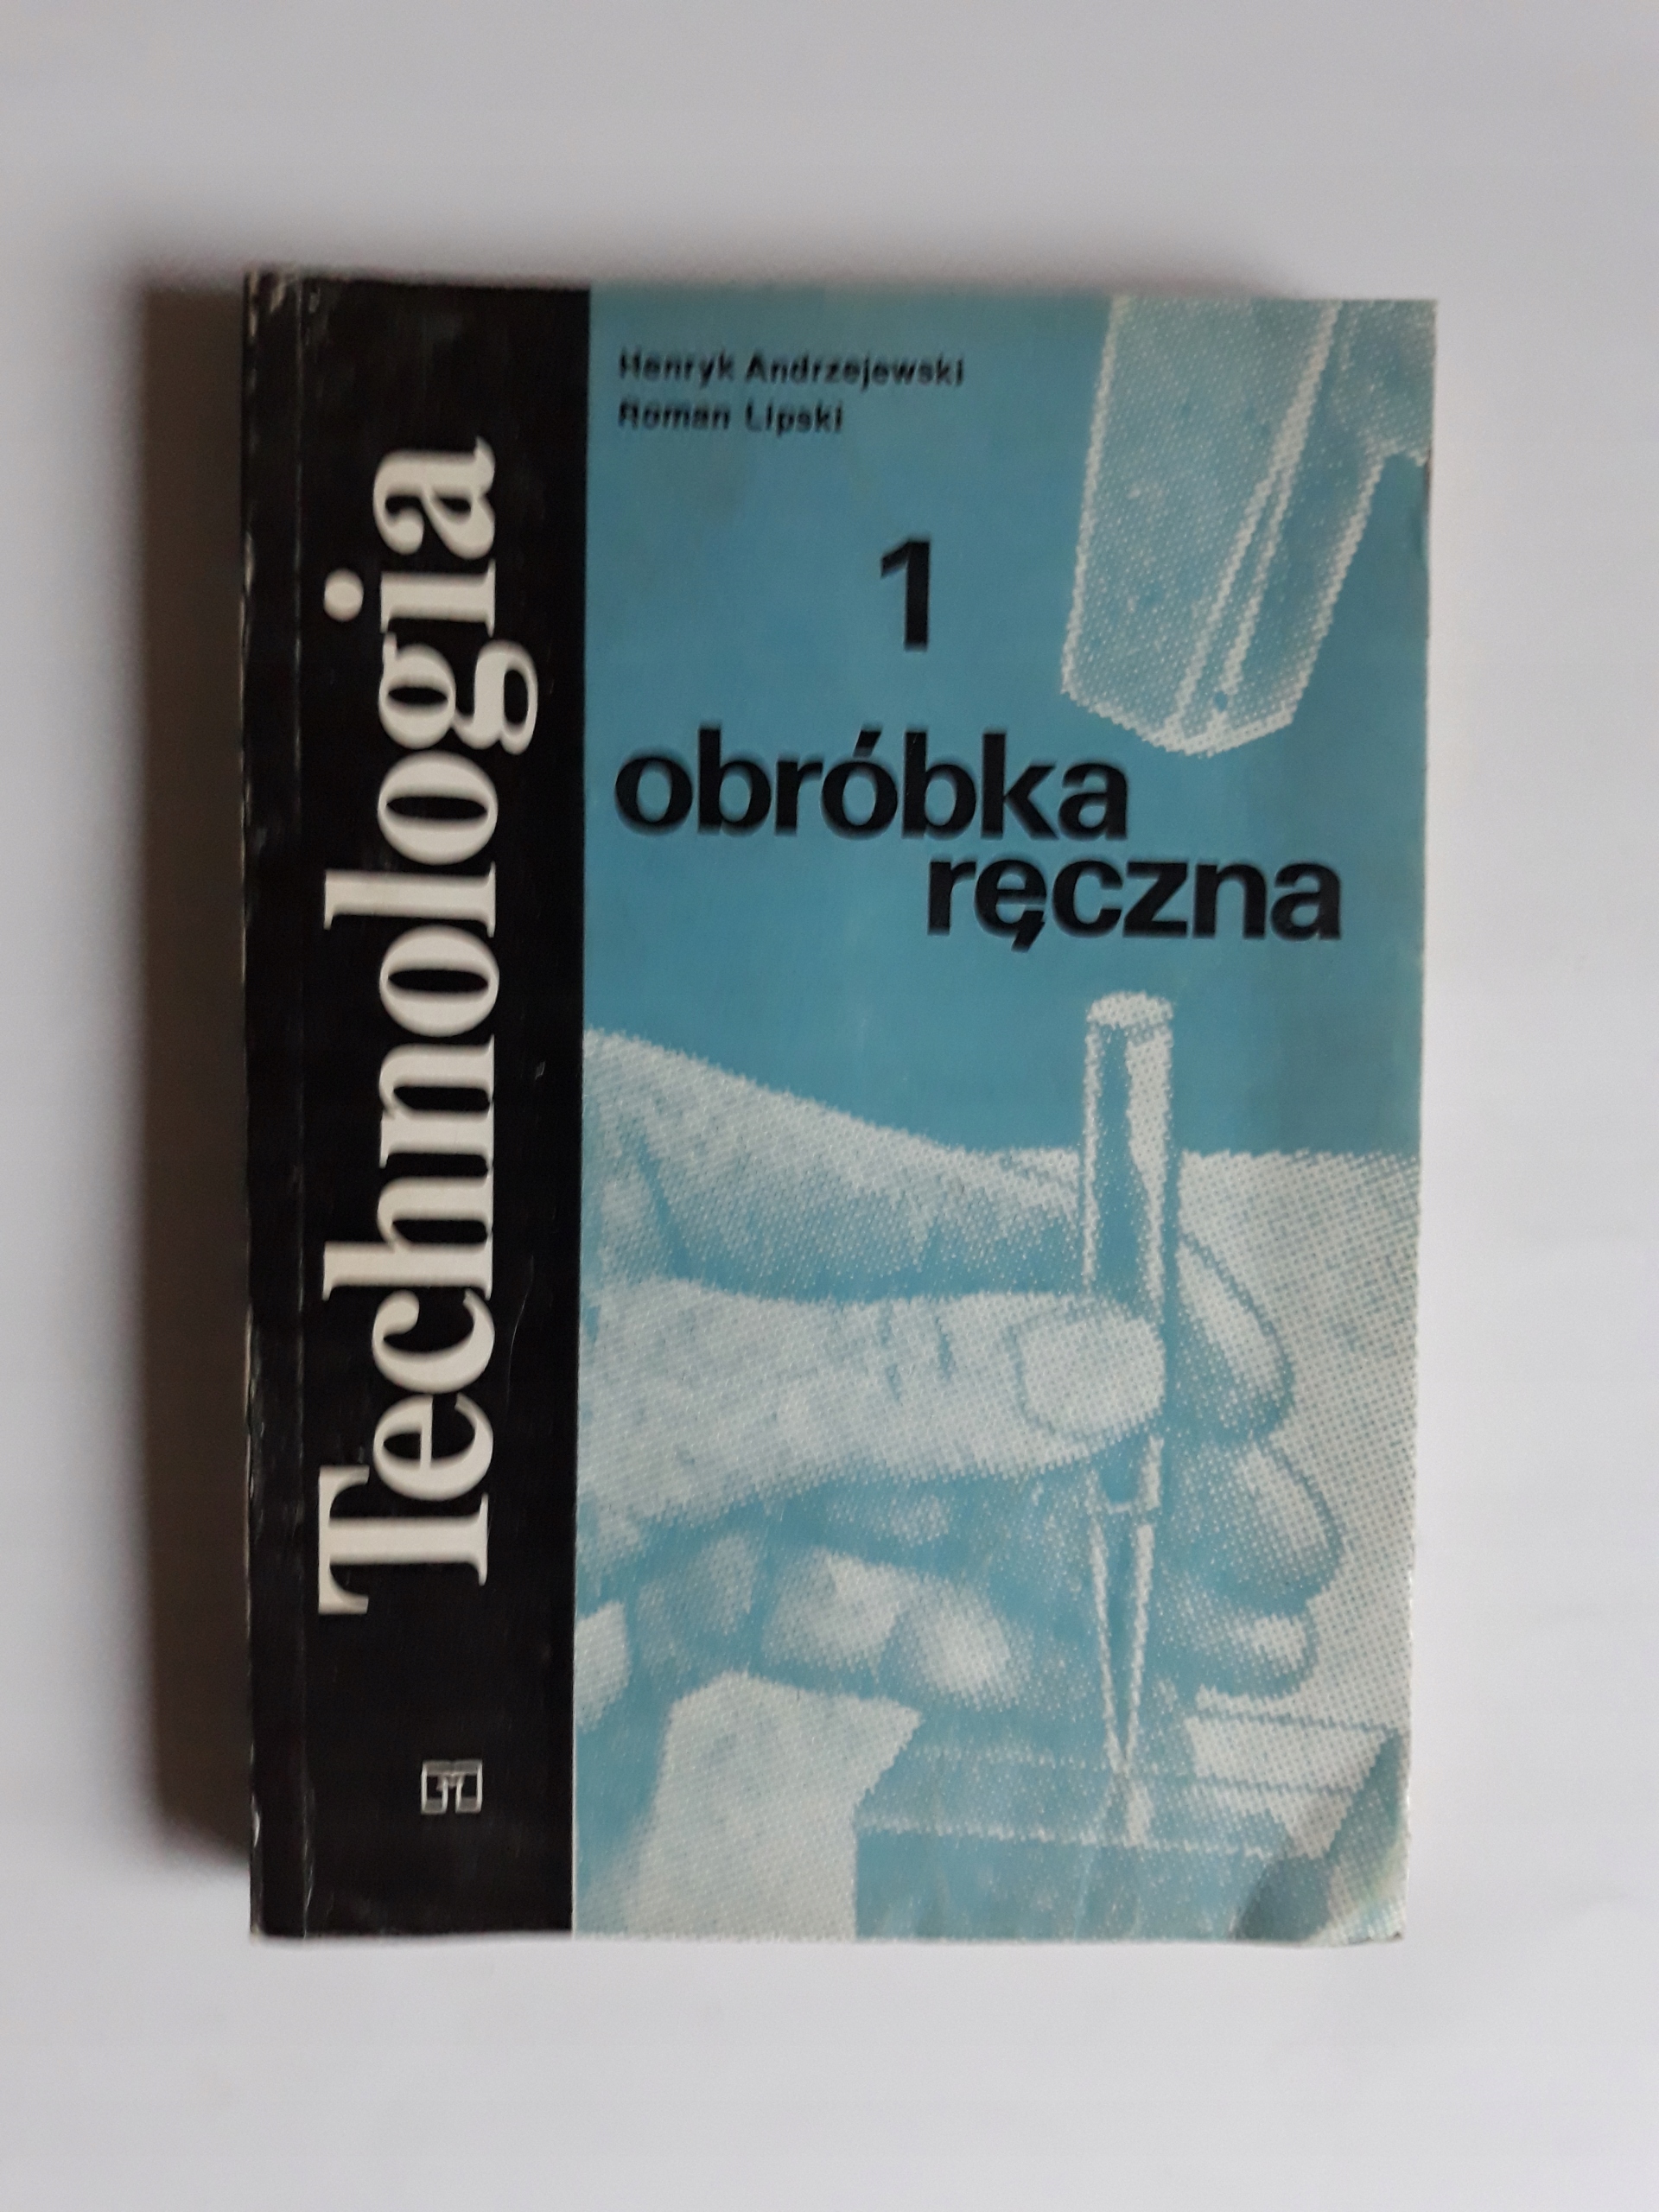 Henryk Andrzejewski
Roman Lipski
Technologia
1
obróbka
ręczna